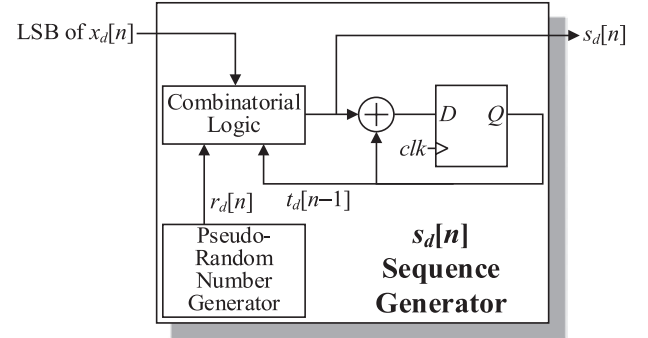 LSB of x_d[n]
s_d[n]
Combinatorial
Logic
+
D
Q
clk
r_d[n]
t_d[n−1]
Pseudo-
Random
Number
Generator
s_d[n]
Sequence
Generator